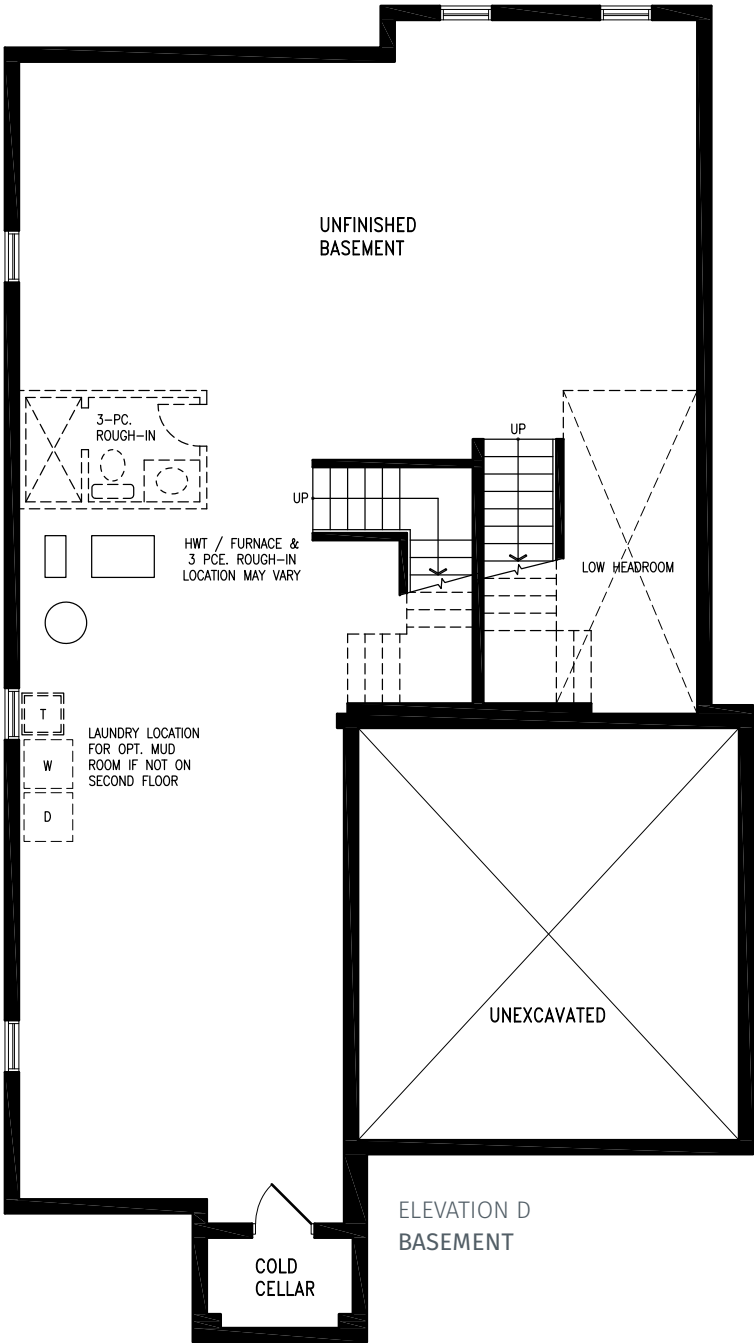 UNFINISHED
BASEMENT
3-PC.
ROUGH-IN
UP
UP
HWT / FURNACE &
3 PCE. ROUGH-IN
LOCATION MAY VARY
LOW HEADROOM
T
W
D
LAUNDRY LOCATION
FOR OPT. MUD
ROOM IF NOT ON
SECOND FLOOR
UNEXCAVATED
COLD
CELLAR
ELEVATION D
BASEMENT